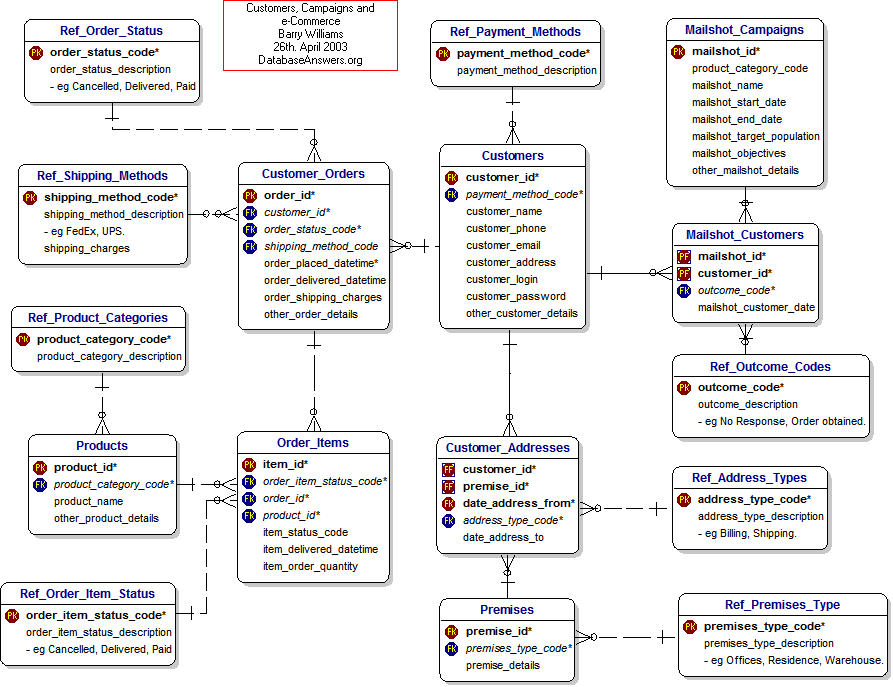 Customers, Campaigns and
e-Commerce
Barry Williams
26th. April 2003
DatabaseAnswers.org
Ref_Order_Status
PK order_status_code*
order_status_description
- eg Cancelled, Delivered, Paid
Ref_Payment_Methods
PK payment_method_code*
payment_method_description
Mailshot_Campaigns
PK mailshot_id*
product_category_code
mailshot_name
mailshot_start_date
mailshot_end_date
mailshot_target_population
mailshot_objectives
other_mailshot_details
Ref_Shipping_Methods
PK shipping_method_code*
shipping_method_description
- eg FedEx, UPS.
shipping_charges
Customer_Orders
PK order_id*
FK customer_id*
FK order_status_code*
FK shipping_method_code
order_placed_datetime*
order_delivered_datetime
order_shipping_charges
other_order_details
Customers
FK customer_id*
FK payment_method_code*
customer_name
customer_phone
customer_email
customer_address
customer_login
customer_password
other_customer_details
Mailshot_Customers
PF mailshot_id*
PF customer_id*
FK outcome_code*
mailshot_customer_date
Ref_Product_Categories
PK product_category_code*
product_category_description
Ref_Outcome_Codes
PK outcome_code*
outcome_description
- eg No Response, Order obtained.
Products
PK product_id*
FK product_category_code*
product_name
other_product_details
Order_Items
PK item_id*
FK order_item_status_code*
FK order_id*
FK product_id*
item_status_code
item_delivered_datetime
item_order_quantity
Customer_Addresses
FF customer_id*
FF premise_id*
FK date_address_from*
FK address_type_code*
date_address_to
Ref_Address_Types
PK address_type_code*
address_type_description
- eg Billing, Shipping.
Ref_Order_Item_Status
PK order_item_status_code*
order_item_status_description
- eg Cancelled, Delivered, Paid
Premises
FK premise_id*
FK premises_type_code*
premise_details
Ref_Premises_Type
PK premises_type_code*
premises_type_description
- eg Offices, Residence, Warehouse.